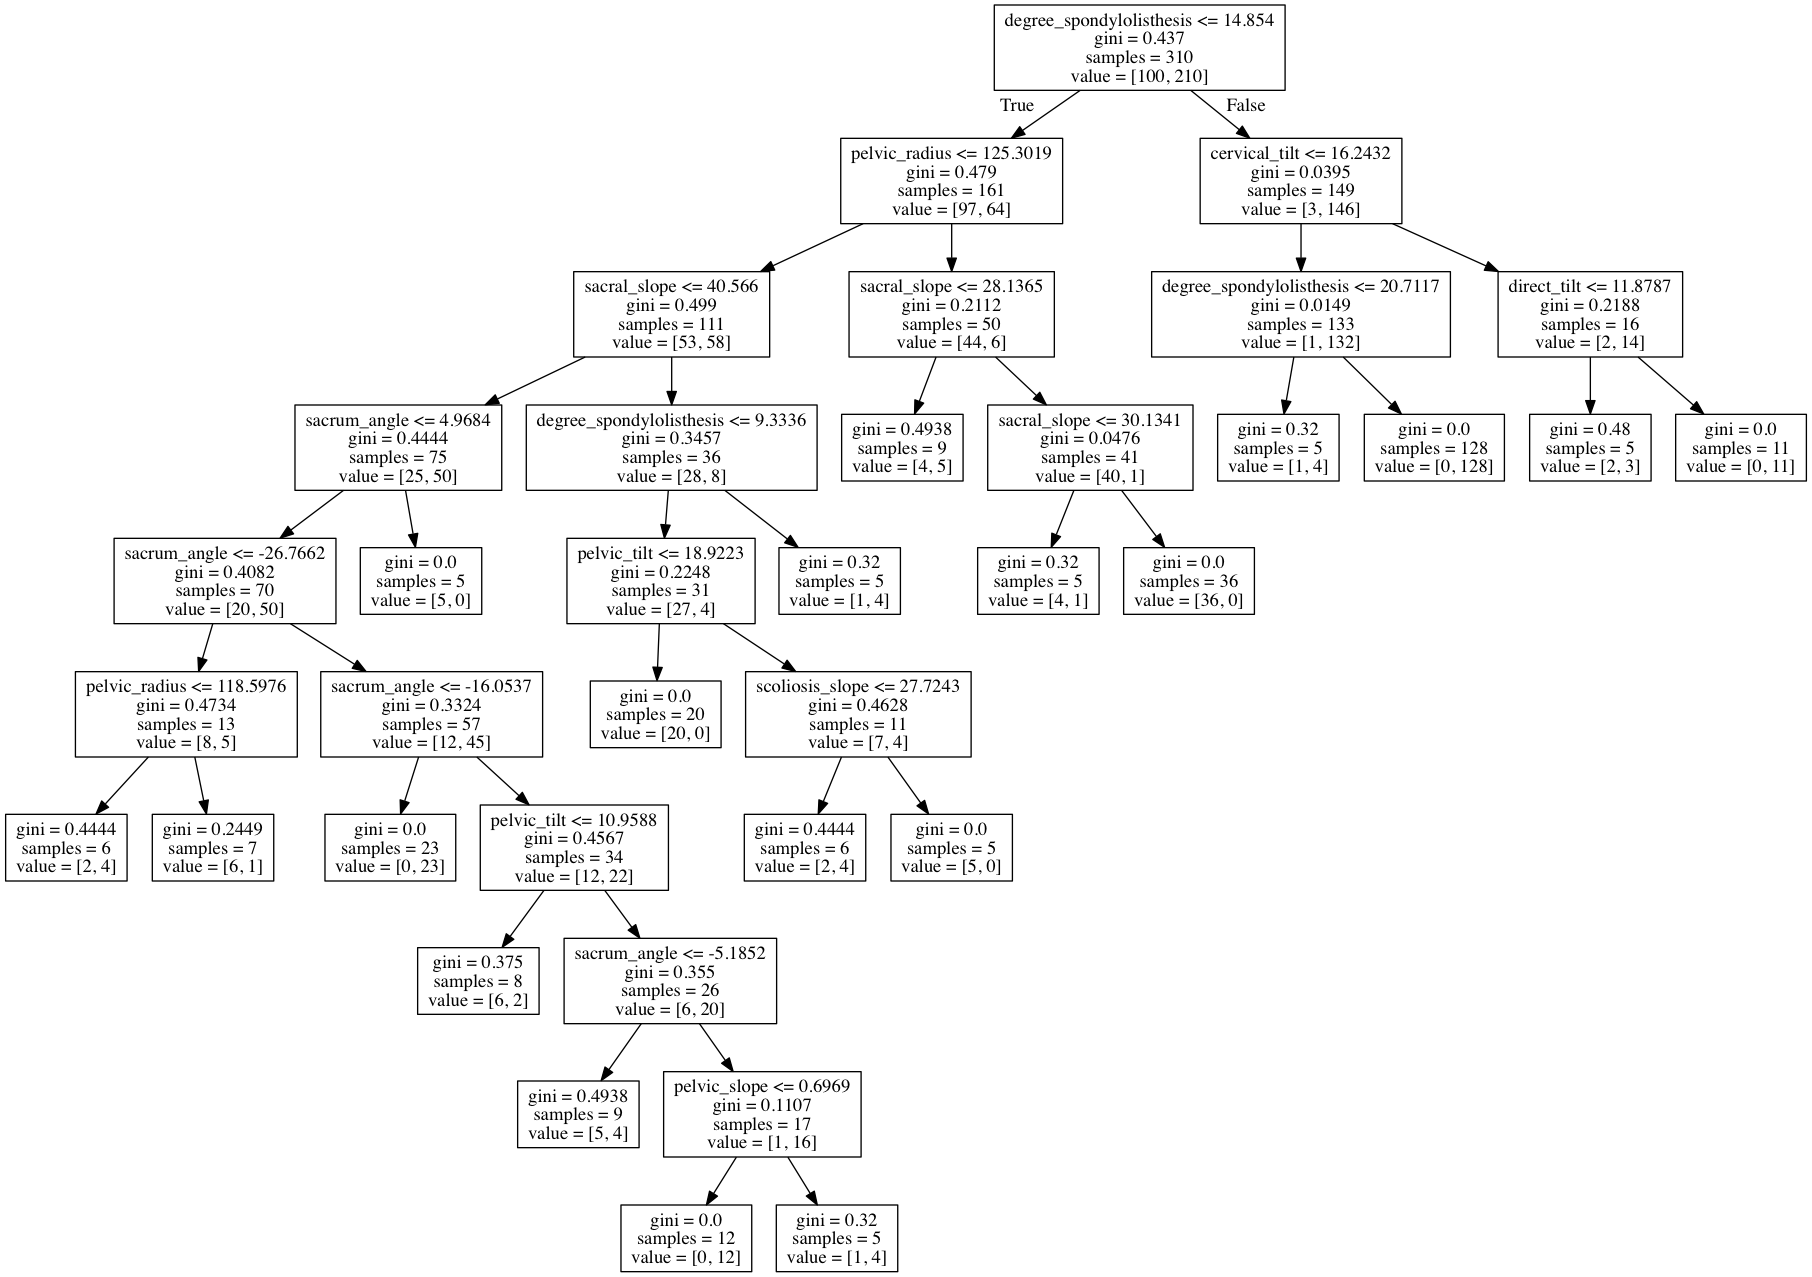 degree_spondylolisthesis <= 14.854
gini = 0.437
samples = 310
value = [100, 210]
True
False
pelvic_radius <= 125.3019
gini = 0.479
samples = 161
value = [97, 64]
cervical_tilt <= 16.2432
gini = 0.0395
samples = 149
value = [3, 146]
sacral_slope <= 40.566
gini = 0.499
samples = 111
value = [53, 58]
sacral_slope <= 28.1365
gini = 0.2112
samples = 50
value = [44, 6]
degree_spondylolisthesis <= 20.7117
gini = 0.0149
samples = 133
value = [1, 132]
direct_tilt <= 11.8787
gini = 0.2188
samples = 16
value = [2, 14]
sacrum_angle <= 4.9684
gini = 0.4444
samples = 75
value = [25, 50]
degree_spondylolisthesis <= 9.3336
gini = 0.3457
samples = 36
value = [28, 8]
gini = 0.4938
samples = 9
value = [4, 5]
sacral_slope <= 30.1341
gini = 0.0476
samples = 41
value = [40, 1]
gini = 0.32
samples = 5
value = [1, 4]
gini = 0.0
samples = 128
value = [0, 128]
gini = 0.48
samples = 5
value = [2, 3]
gini = 0.0
samples = 11
value = [0, 11]
sacrum_angle <= -26.7662
gini = 0.4082
samples = 70
value = [20, 50]
gini = 0.0
samples = 5
value = [5, 0]
pelvic_tilt <= 18.9223
gini = 0.2248
samples = 31
value = [27, 4]
gini = 0.32
samples = 5
value = [1, 4]
gini = 0.32
samples = 5
value = [4, 1]
gini = 0.0
samples = 36
value = [36, 0]
pelvic_radius <= 118.5976
gini = 0.4734
samples = 13
value = [8, 5]
sacrum_angle <= -16.0537
gini = 0.3324
samples = 57
value = [12, 45]
gini = 0.0
samples = 20
value = [20, 0]
scoliosis_slope <= 27.7243
gini = 0.4628
samples = 11
value = [7, 4]
gini = 0.4444
samples = 6
value = [2, 4]
gini = 0.2449
samples = 7
value = [6, 1]
gini = 0.0
samples = 23
value = [0, 23]
pelvic_tilt <= 10.9588
gini = 0.4567
samples = 34
value = [12, 22]
gini = 0.4444
samples = 6
value = [2, 4]
gini = 0.0
samples = 5
value = [5, 0]
gini = 0.375
samples = 8
value = [6, 2]
sacrum_angle <= -5.1852
gini = 0.355
samples = 26
value = [6, 20]
gini = 0.4938
samples = 9
value = [5, 4]
pelvic_slope <= 0.6969
gini = 0.1107
samples = 17
value = [1, 16]
gini = 0.0
samples = 12
value = [0, 12]
gini = 0.32
samples = 5
value = [1, 4]